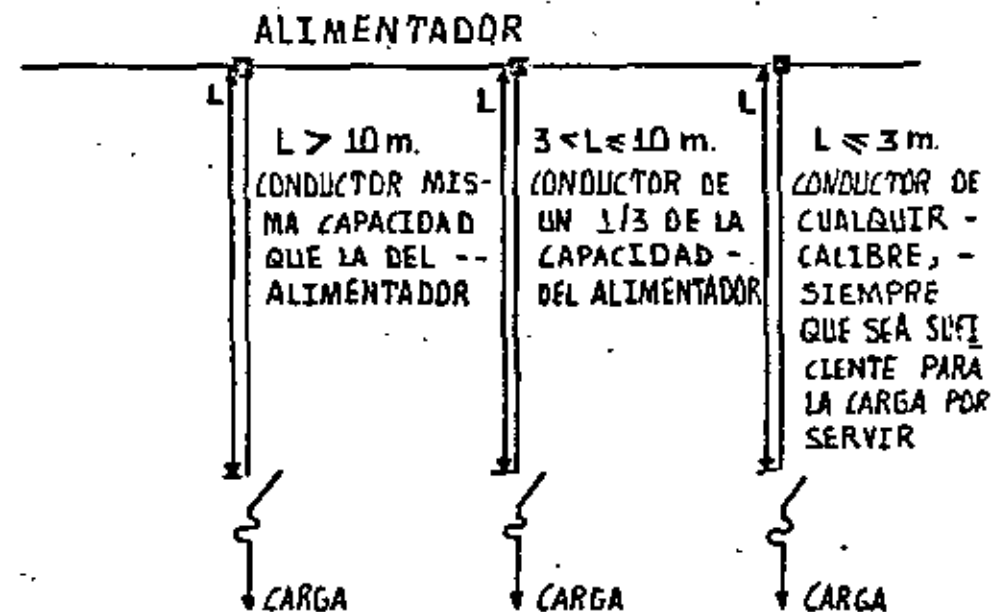 ALIMENTADOR
L
L > 10 m.
CONDUCTOR MIS-
MA CAPACIDAD
QUE LA DEL --
ALIMENTADOR
CARGA
L
3 < L ≤ 10 m.
CONDUCTOR DE
UN 1/3 DE LA
CAPACIDAD -
DEL ALIMENTADOR
CARGA
L
L ≤ 3 m.
CONDUCTOR DE
CUALQUIR -
CALIBRE, -
SIEMPRE
QUE SEA SUFI
CIENTE PARA
LA CARGA POR
SERVIR
CARGA